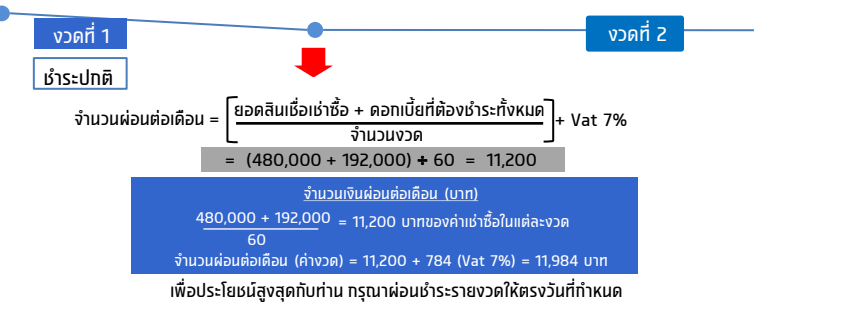 งวดที่ 1
งวดที่ 2
ชำระปกติ
จำนวนผ่อนต่อเดือน = [ยอดสินเชื่อเช่าซื้อ + ดอกเบี้ยที่ต้องชำระทั้งหมด] + Vat 7%
จำนวนงวด
= (480,000 + 192,000) ÷ 60 = 11,200
จำนวนเงินผ่อนต่อเดือน (บาท)
480,000 + 192,000 = 11,200 บาทของค่าเช่าซื้อในแต่ละงวด
60
จำนวนผ่อนต่อเดือน (ค่างวด) = 11,200 + 784 (Vat 7%) = 11,984 บาท
เพื่อประโยชน์สูงสุดกับท่าน กรุณาผ่อนชำระรายงวดให้ตรงวันที่กำหนด